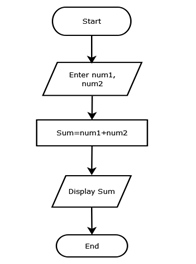 Start
Enter num1,
num2
Sum=num1+num2
Display Sum
End